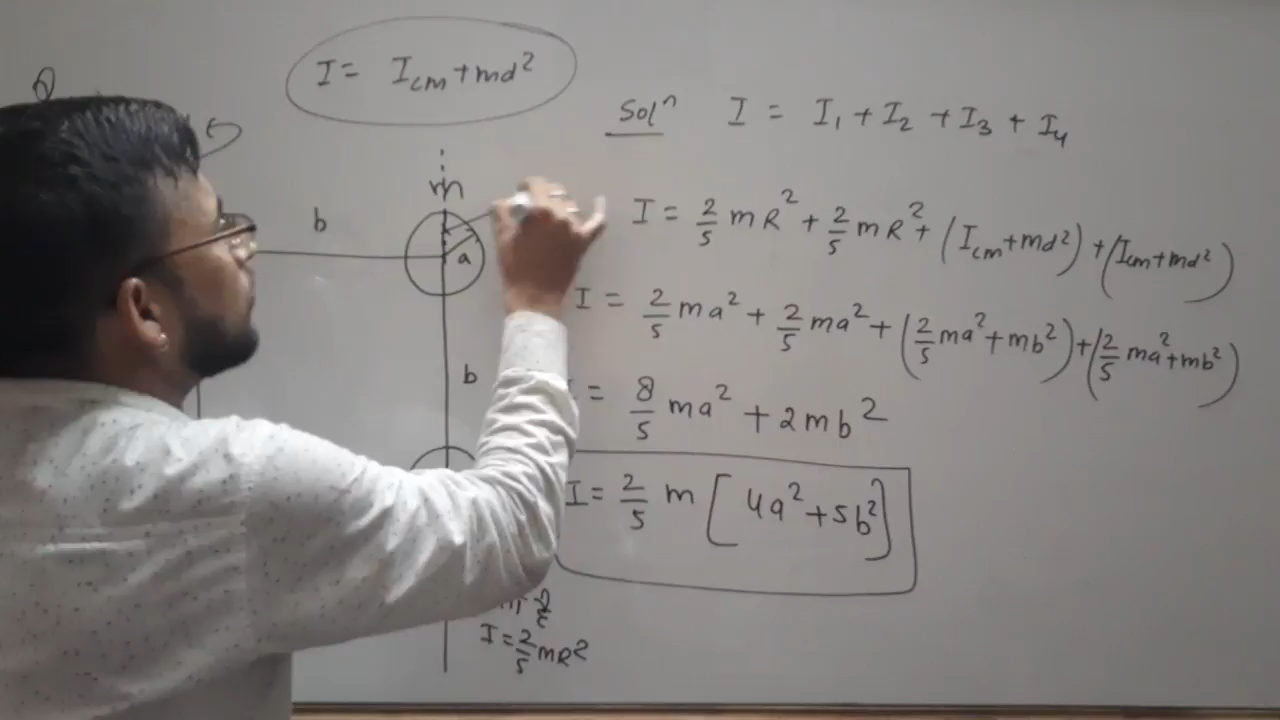 Q
I = Icm+md²
Solⁿ I = I₁ + I₂ + I₃ + I₄
m
I = 2/5 mR² + 2/5 mR² + (Icm+md²) + (Icm+md²)
b
a
I = 2/5 ma² + 2/5 ma² + (2/5 ma²+mb²) + (2/5 ma²+mb²)
b
= 8/5 ma² + 2mb²
I = 2/5 m [4a²+5b²]
I = 2/5 mR²